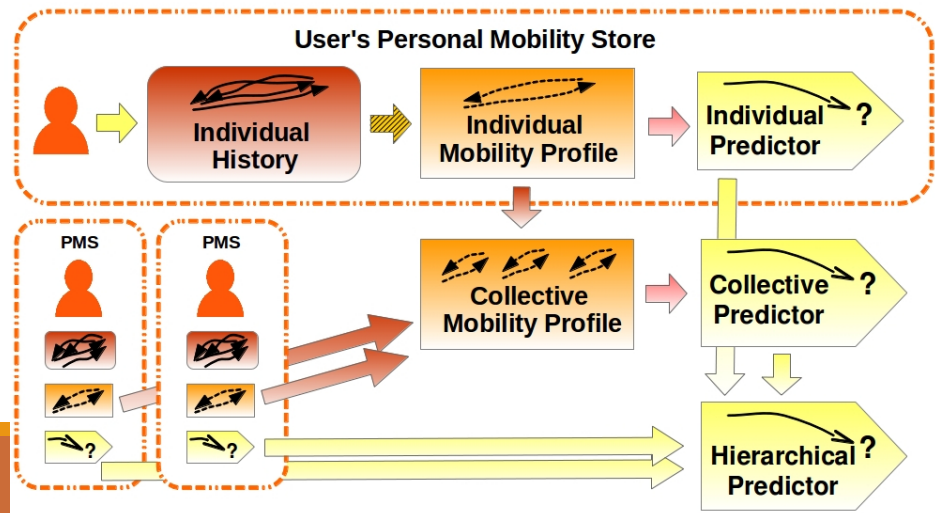 User's Personal Mobility Store
Individual
History
Individual
Mobility Profile
Individual
Predictor
?
PMS
PMS
Collective
Mobility Profile
Collective
Predictor
?
?
?
Hierarchical
Predictor
?